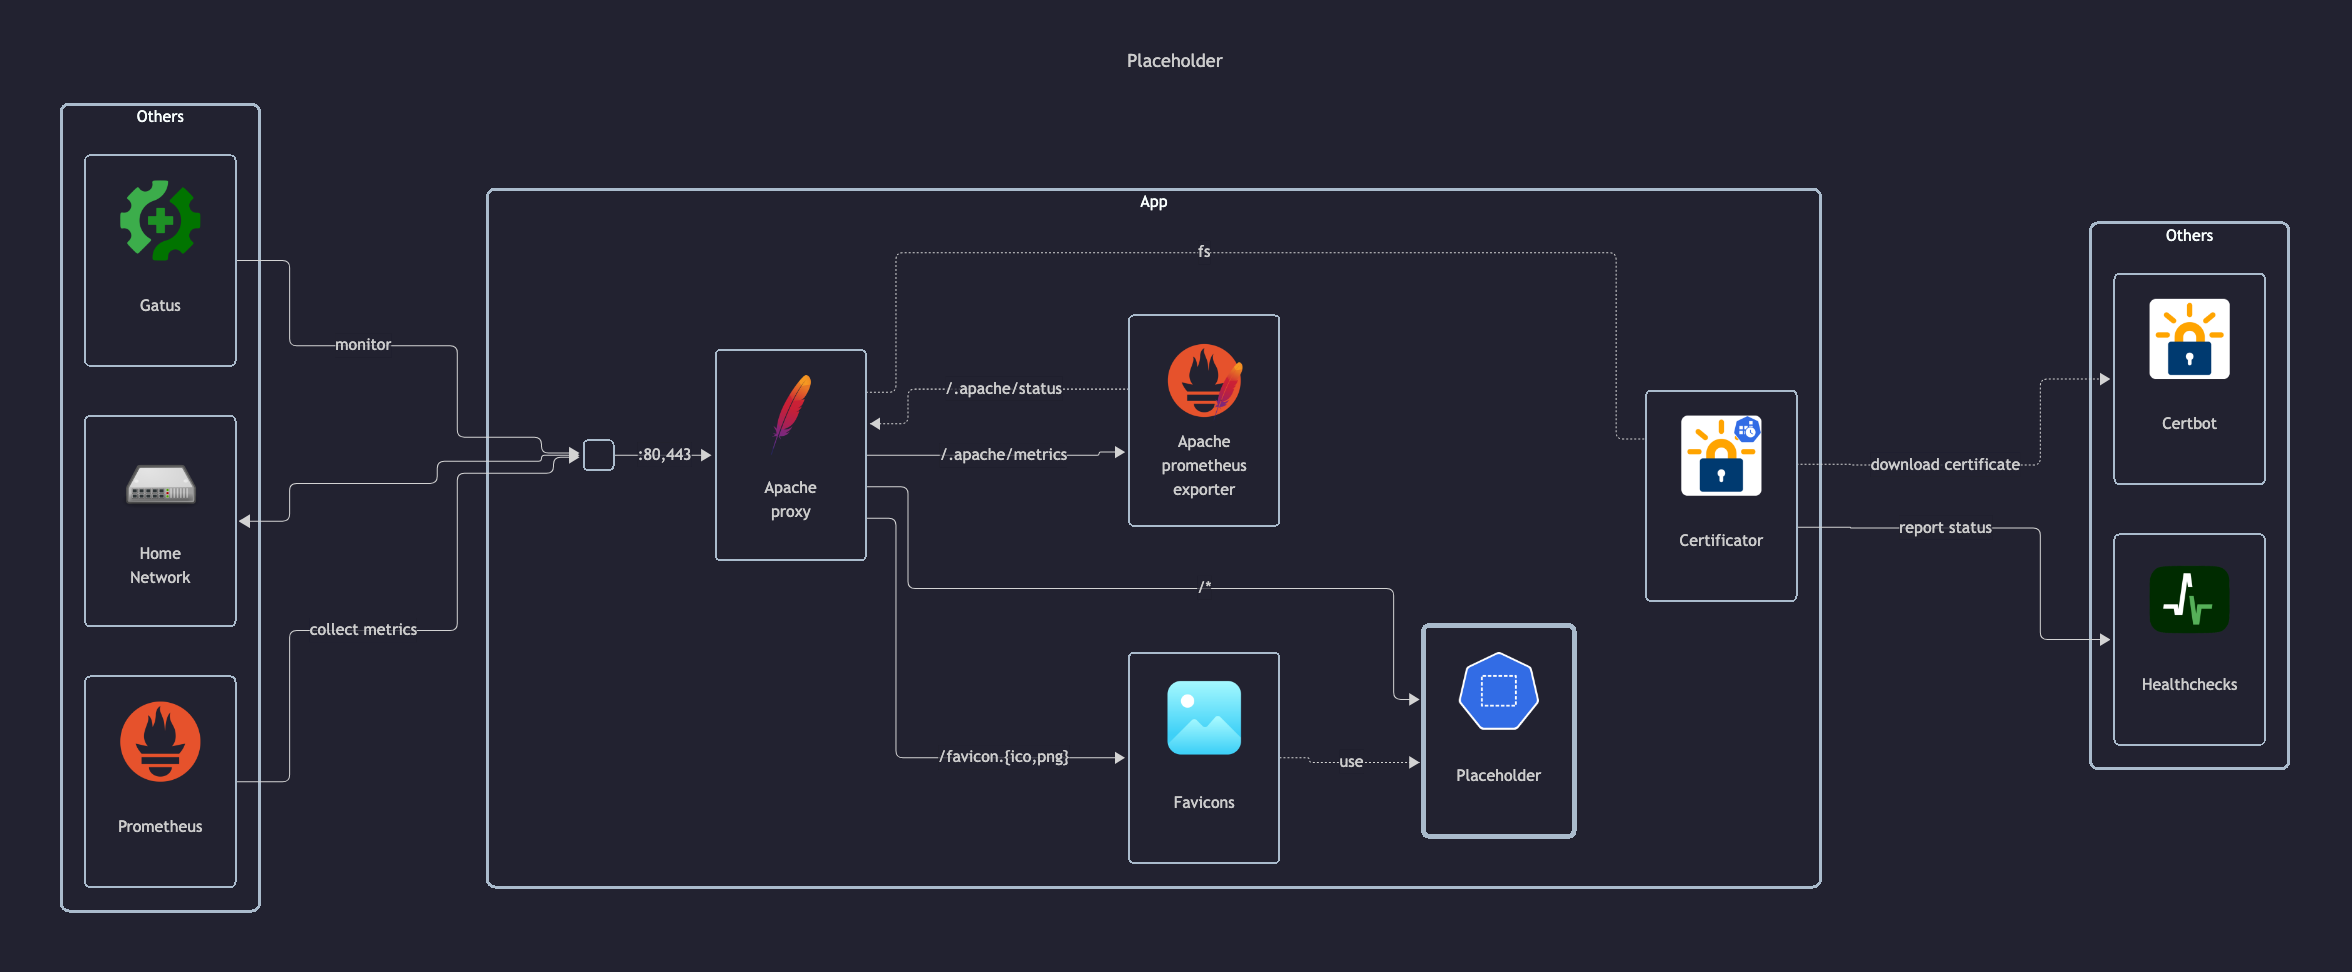 Placeholder
Others
Gatus
Home
Network
Prometheus
monitor
collect metrics
App
:80,443
Apache
proxy
fs
/.apache/status
/.apache/metrics
/*
/favicon.{ico,png}
Apache
prometheus
exporter
Favicons
use
Placeholder
Certificator
download certificate
report status
Others
Certbot
Healthchecks